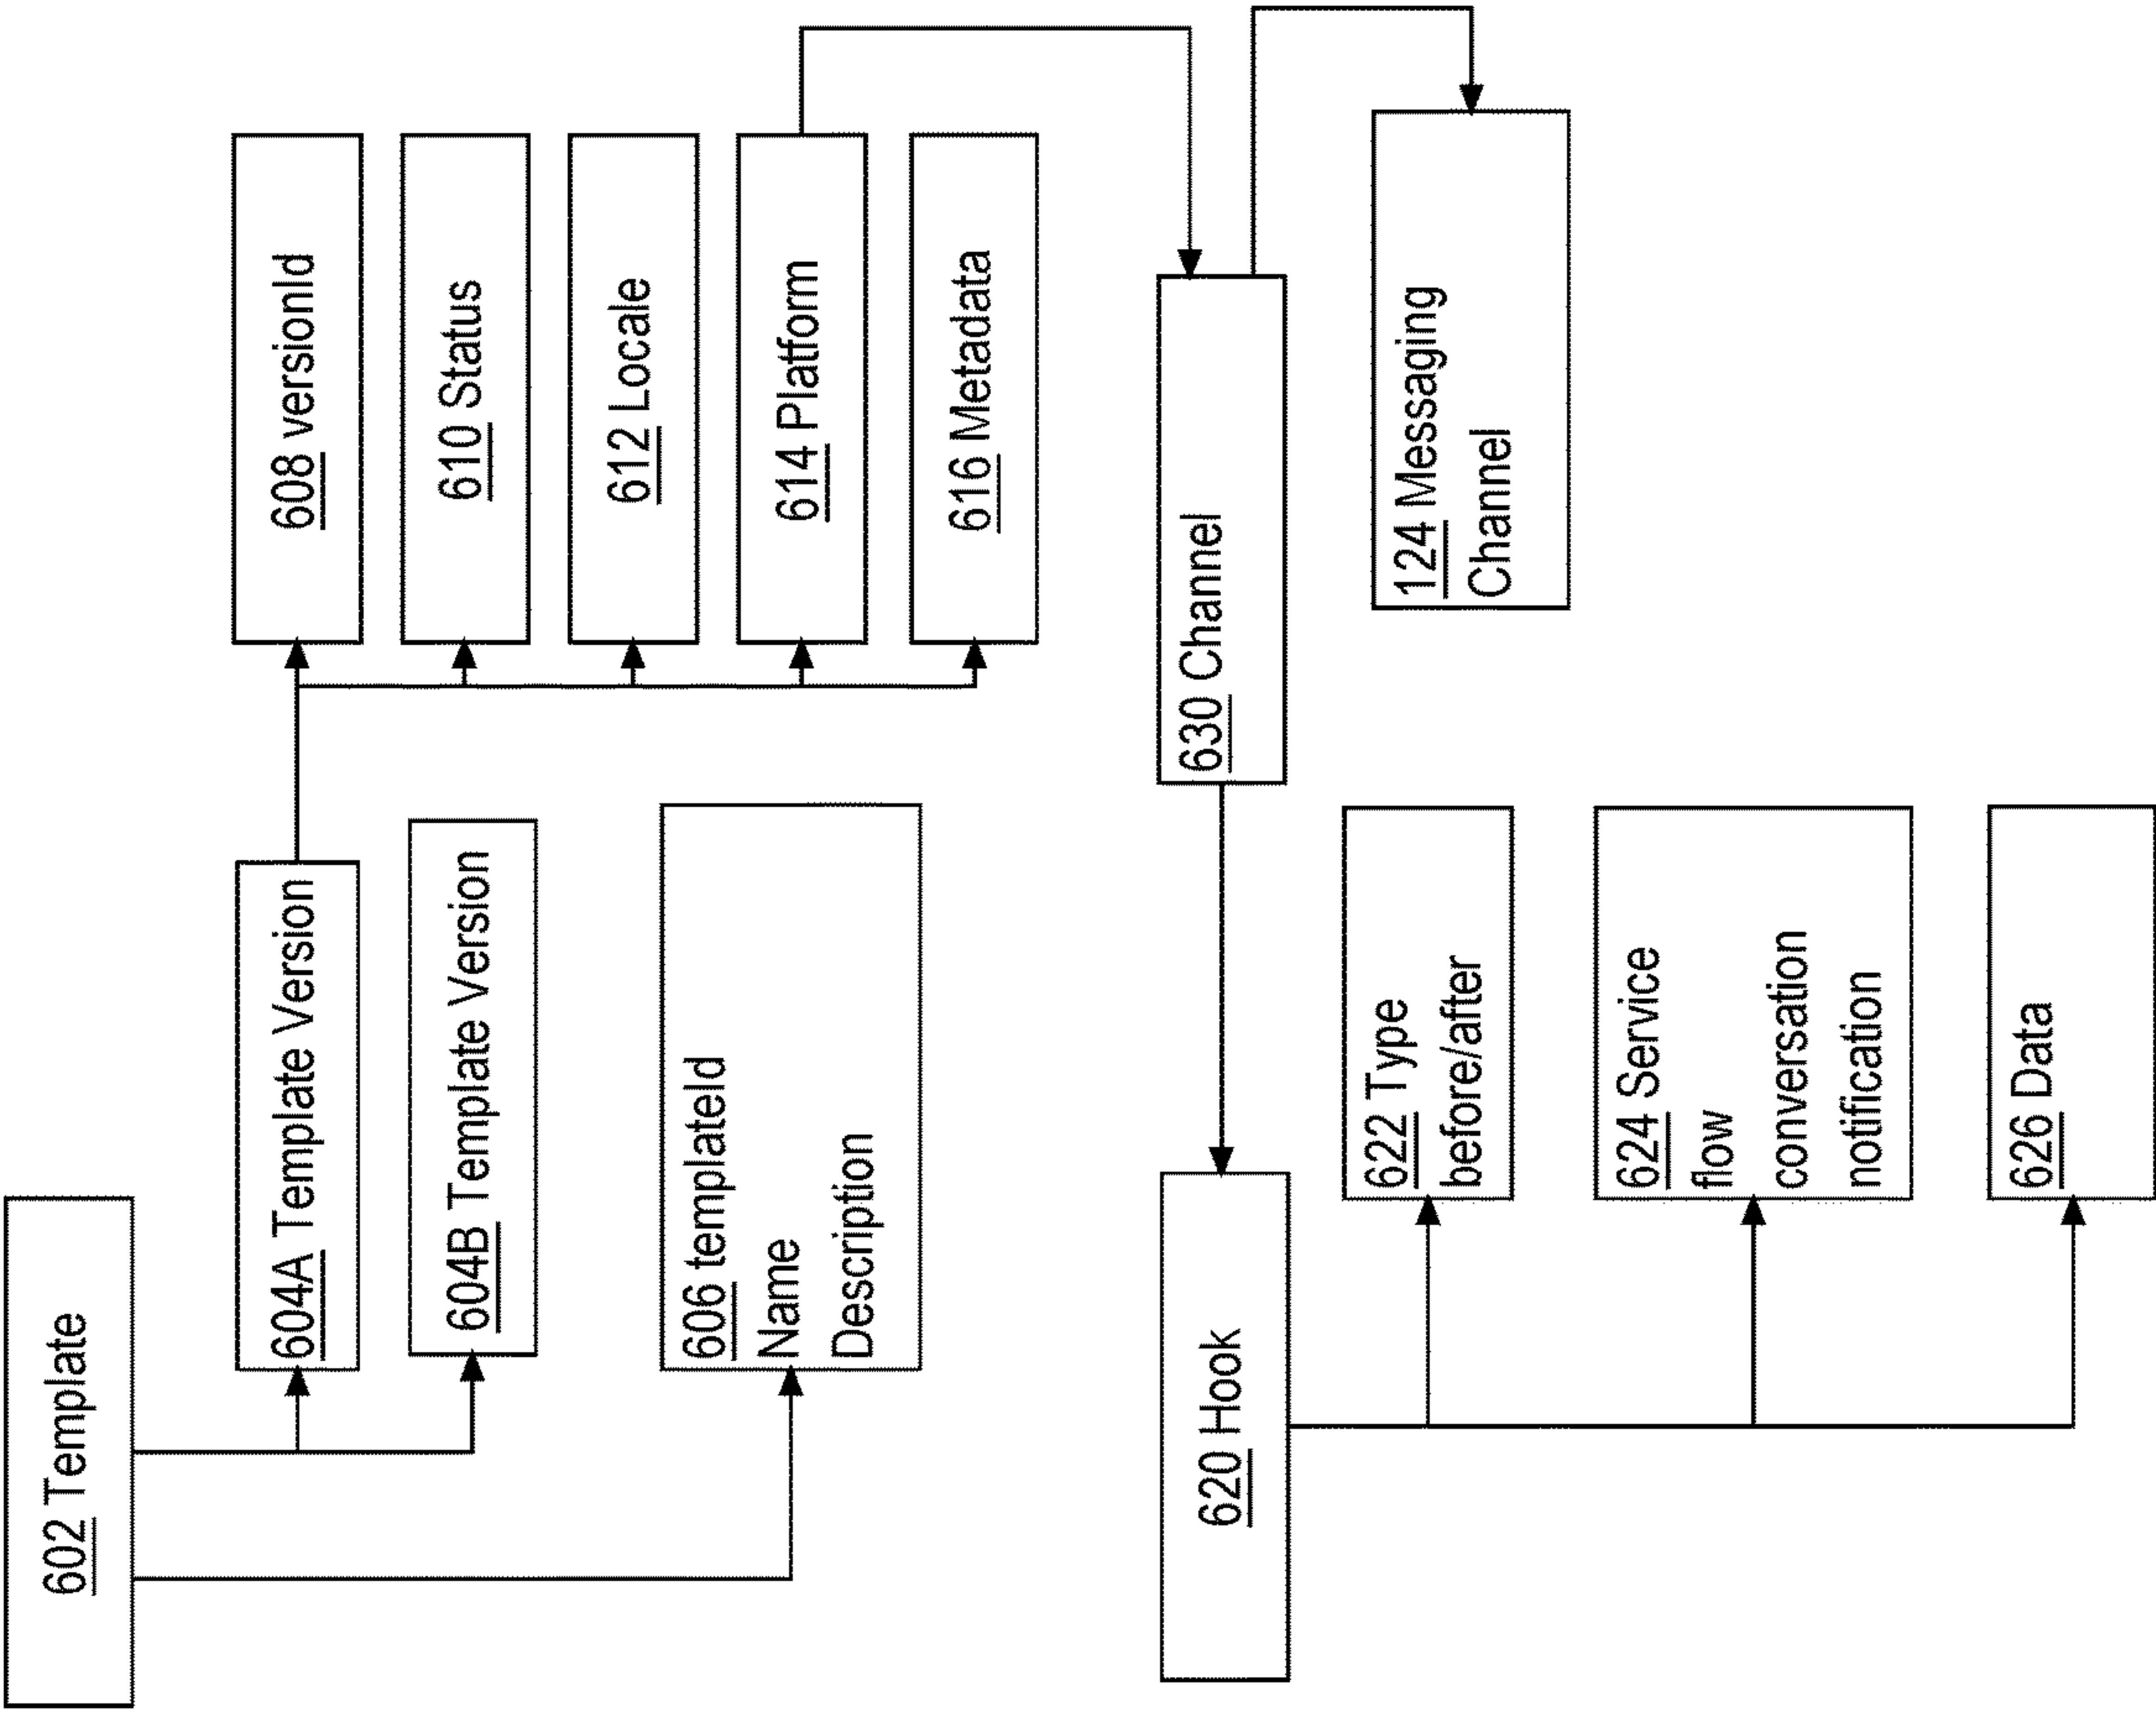 602 Template
604A Template Version
604B Template Version
606 templateId
Name
Description
608 versionId
610 Status
612 Locale
614 Platform
616 Metadata
620 Hook
622 Type
before/after
624 Service
flow
conversation
notification
626 Data
630 Channel
124 Messaging
Channel